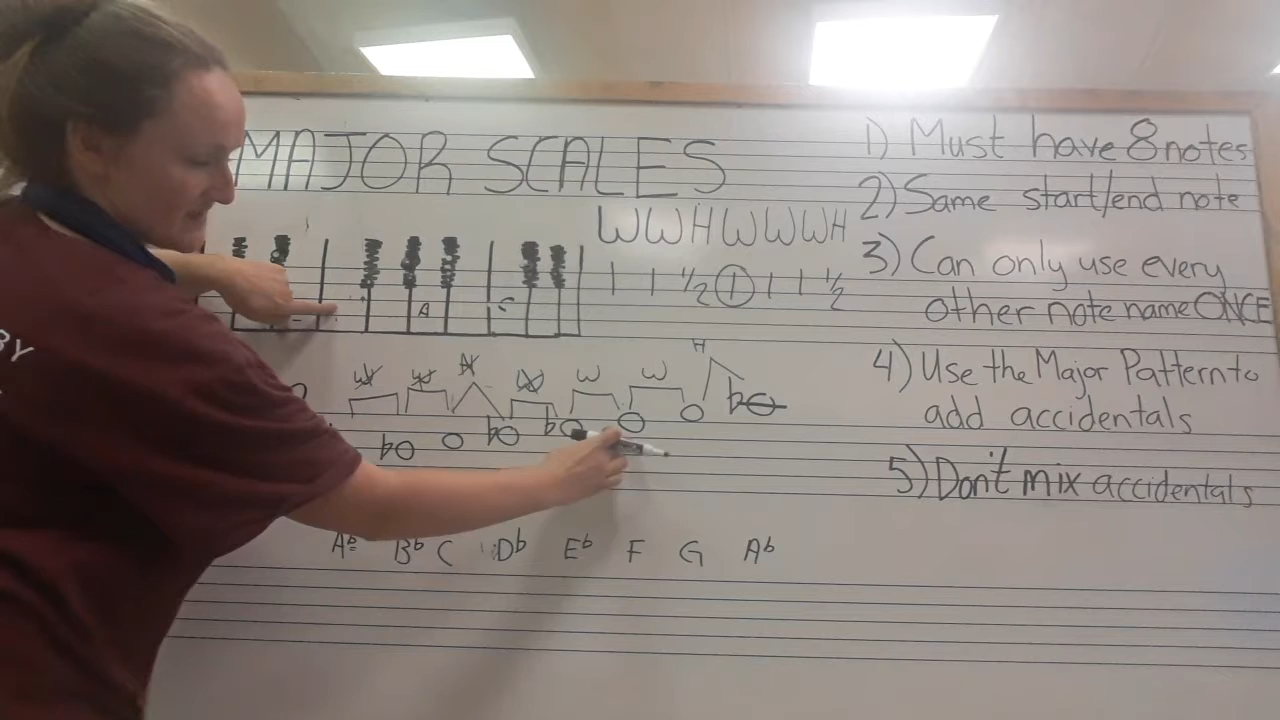 MAJOR SCALES
WWHWWWH
1 1 1/2 1 1 1 1/2
A
C
W W H W W W H
b b b b
Ab Bb C Db Eb F G Ab
1) Must have 8 notes
2) Same start/end note
3) Can only use every
other note name ONCE
4) Use the Major Pattern to
add accidentals
5) Don't mix accidentals
BY